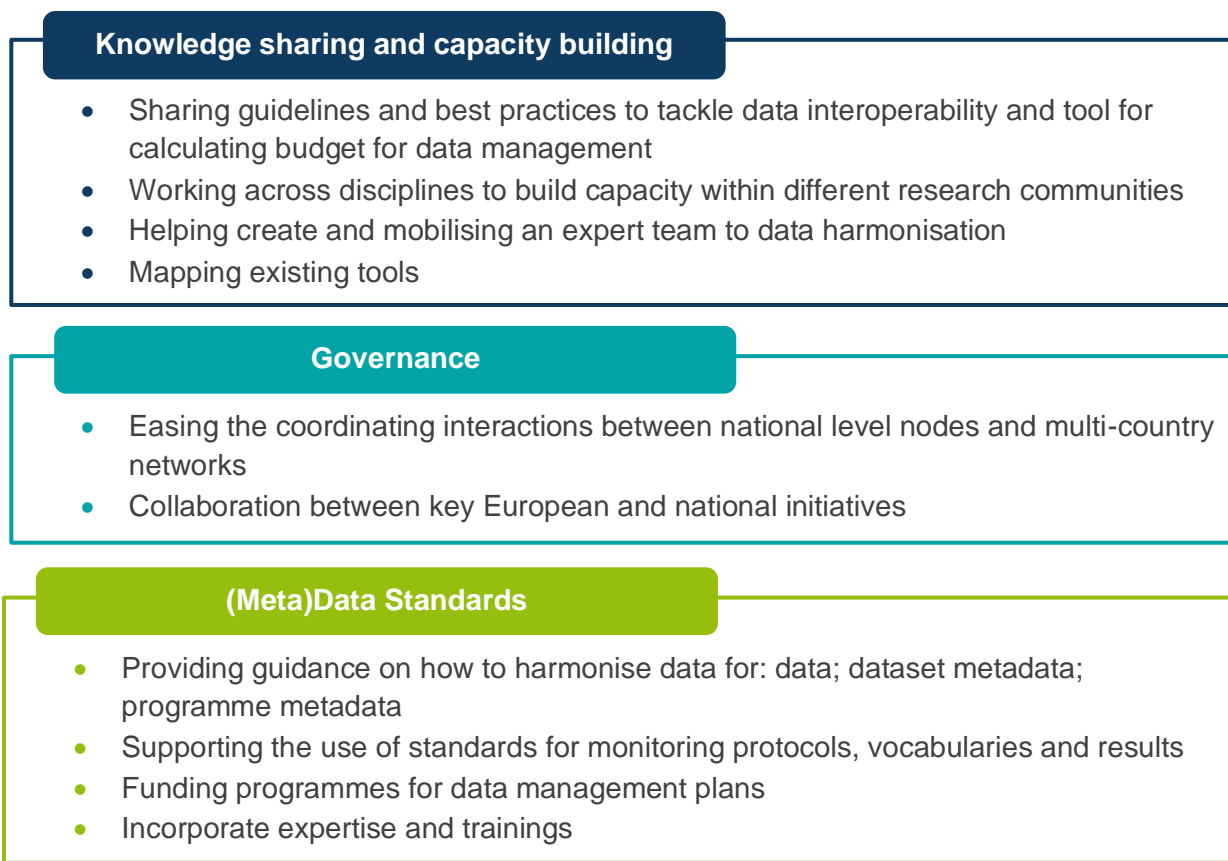 Knowledge sharing and capacity building
• Sharing guidelines and best practices to tackle data interoperability and tool for
calculating budget for data management
• Working across disciplines to build capacity within different research communities
• Helping create and mobilising an expert team to data harmonisation
• Mapping existing tools
Governance
• Easing the coordinating interactions between national level nodes and multi-country
networks
• Collaboration between key European and national initiatives
(Meta)Data Standards
• Providing guidance on how to harmonise data for: data; dataset metadata;
programme metadata
• Supporting the use of standards for monitoring protocols, vocabularies and results
• Funding programmes for data management plans
• Incorporate expertise and trainings